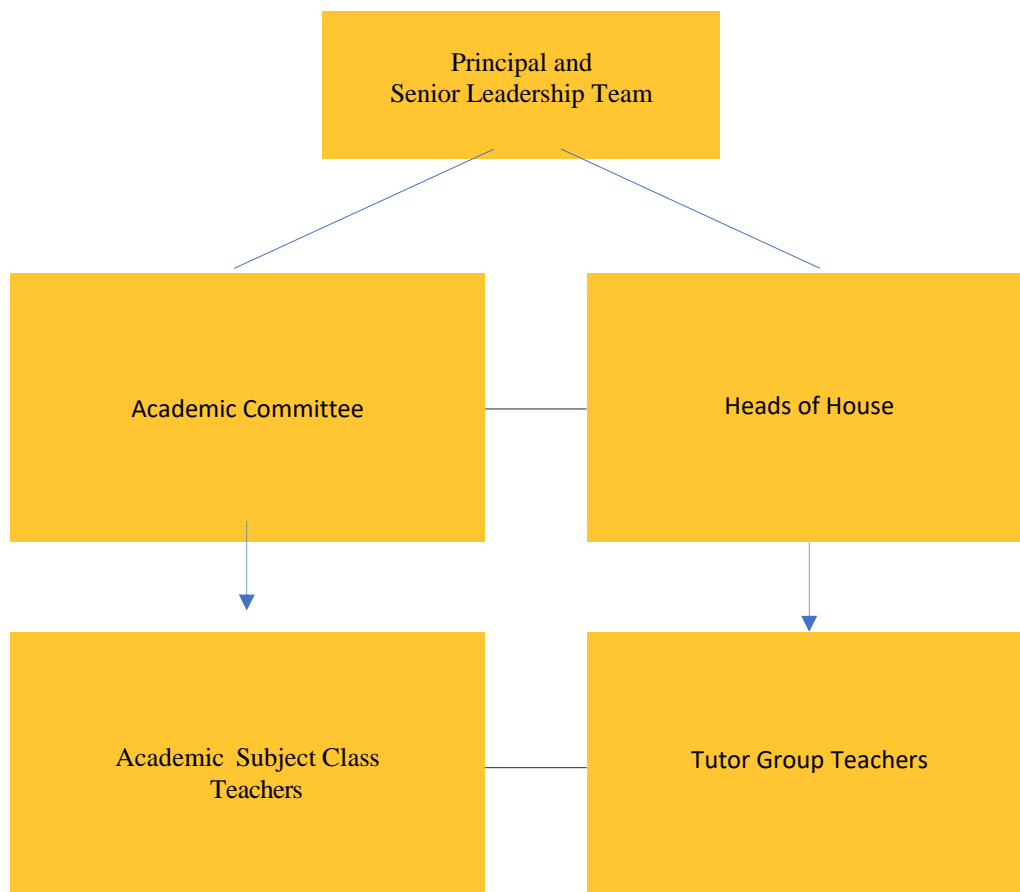 Principal and
Senior Leadership Team
Academic Committee
Heads of House
Academic  Subject Class
Teachers
Tutor Group Teachers